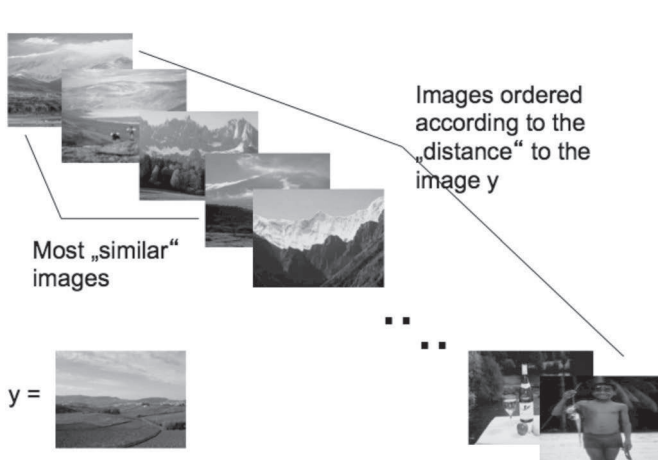 Images ordered
according to the
„distance“ to the
image y
Most „similar“
images
y =